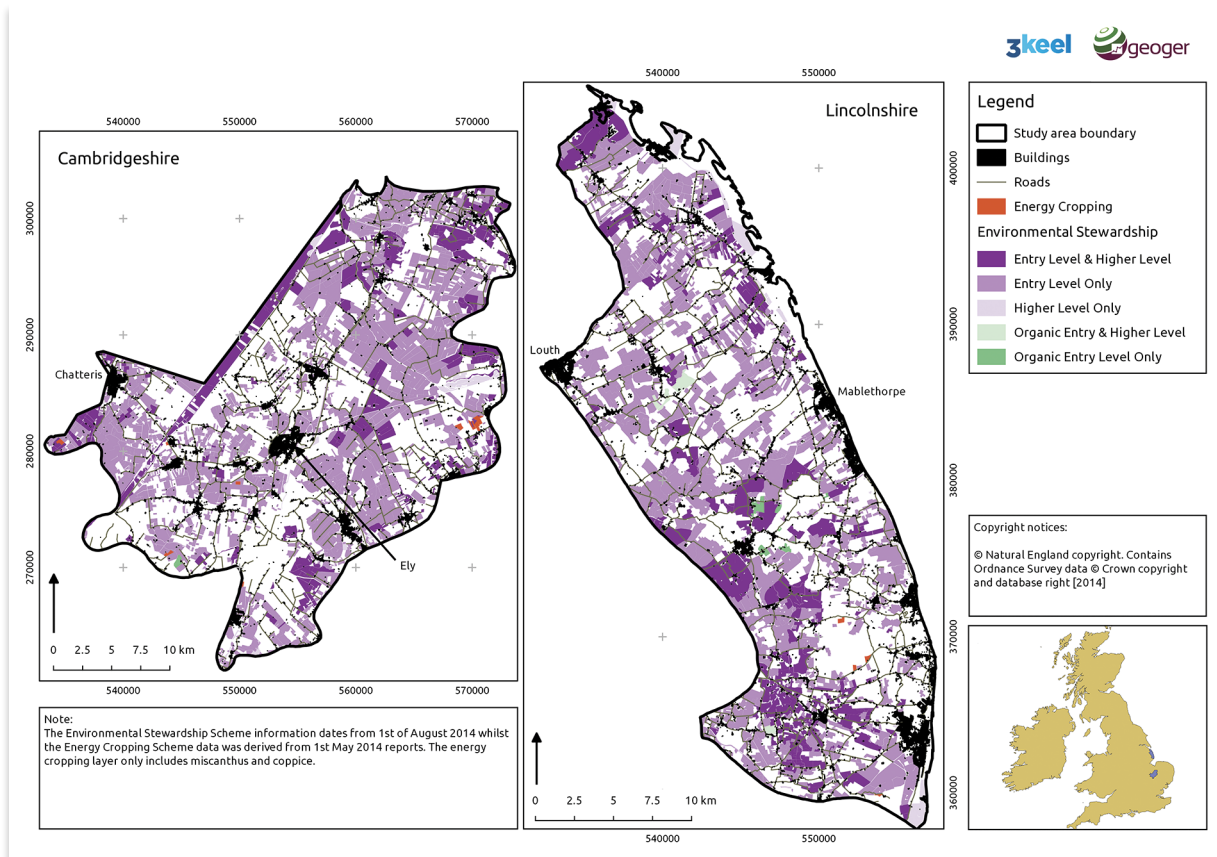 3keel
geoger
Cambridgeshire
540000
550000
560000
570000
300000
290000
280000
270000
Chatteris
Ely
0
2.5
5
7.5
10 km
540000
550000
560000
570000
Note:
The Environmental Stewardship Scheme information dates from 1st of August 2014 whilst
the Energy Cropping Scheme data was derived from 1st May 2014 reports. The energy
cropping layer only includes miscanthus and coppice.
540000
550000
Lincolnshire
400000
390000
380000
370000
360000
Louth
Mablethorpe
0
2.5
5
7.5
10 km
540000
550000
Legend
Study area boundary
Buildings
Roads
Energy Cropping
Environmental Stewardship
Entry Level & Higher Level
Entry Level Only
Higher Level Only
Organic Entry & Higher Level
Organic Entry Level Only
Copyright notices:
© Natural England copyright. Contains
Ordnance Survey data © Crown copyright
and database right [2014]